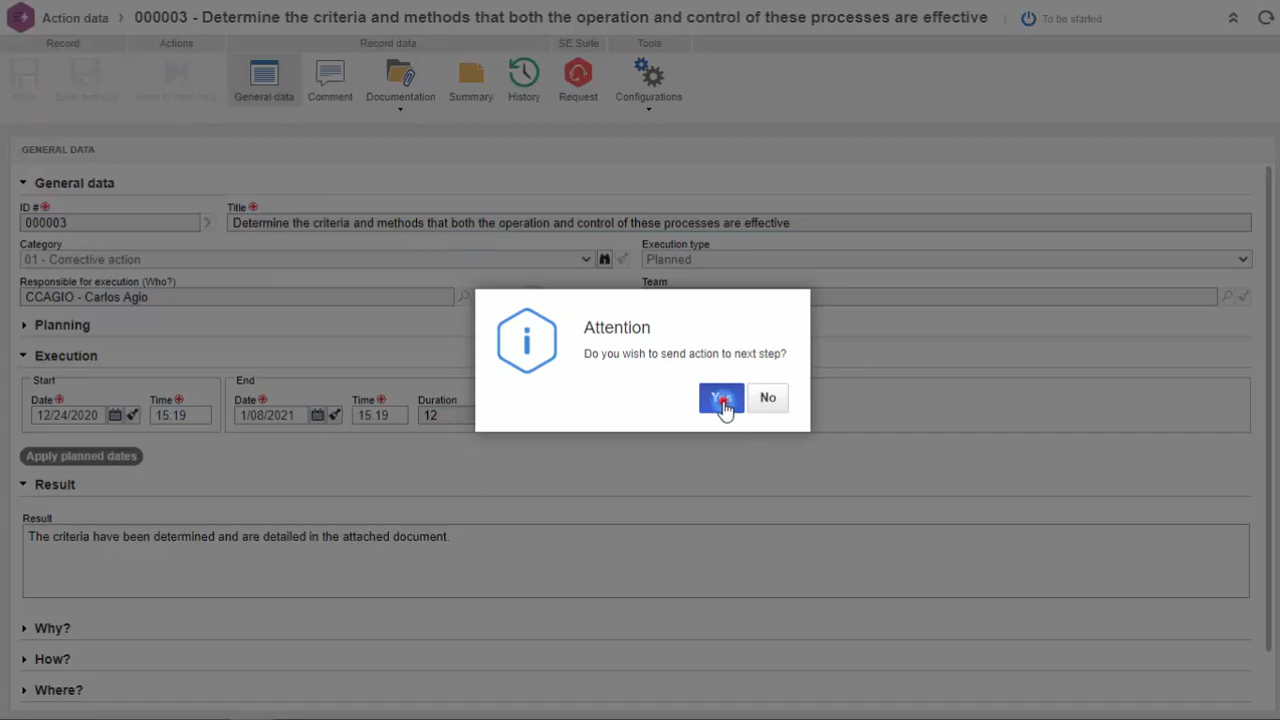 Action data › 000003 - Determine the criteria and methods that both the operation and control of these processes are effective To be started
Record Actions Record data SE Suite Tools
General data Comment Documentation Summary History Request Configurations
GENERAL DATA
General data
ID # Title
000003 Determine the criteria and methods that both the operation and control of these processes are effective
Category Execution type
01 - Corrective action Planned
Responsible for execution (Who?) Team
CCAGIO - Carlos Agio
Attention
Do you wish to send action to next step?
Yes No
Planning
Execution
Start End
Date Time Date Time Duration
12/24/2020 15.19 1/08/2021 15.19 12
Apply planned dates
Result
Result
The criteria have been determined and are detailed in the attached document.
Why?
How?
Where?